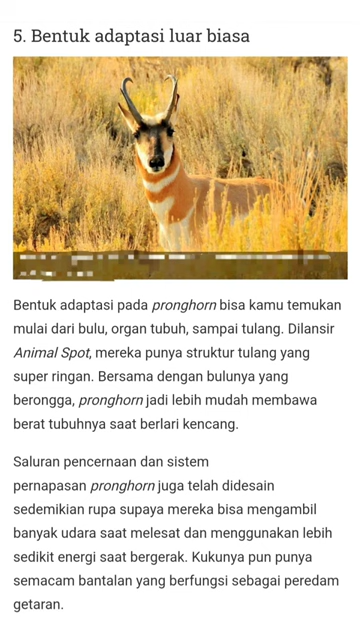 5. Bentuk adaptasi luar biasa
Bentuk adaptasi pada pronghorn bisa kamu temukan
mulai dari bulu, organ tubuh, sampai tulang. Dilansir
Animal Spot, mereka punya struktur tulang yang
super ringan. Bersama dengan bulunya yang
berongga, pronghorn jadi lebih mudah membawa
berat tubuhnya saat berlari kencang.
Saluran pencernaan dan sistem
pernapasan pronghorn juga telah didesain
sedemikian rupa supaya mereka bisa mengambil
banyak udara saat melesat dan menggunakan lebih
sedikit energi saat bergerak. Kukunya pun punya
semacam bantalan yang berfungsi sebagai peredam
getaran.